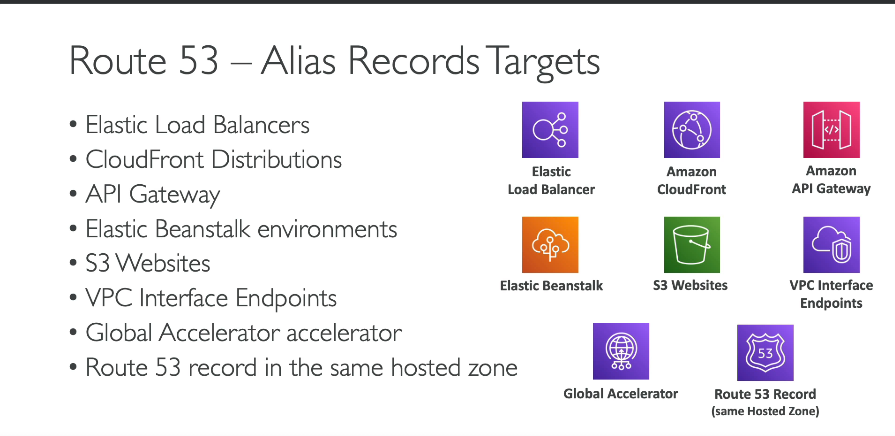 Route 53 – Alias Records Targets
• Elastic Load Balancers
• CloudFront Distributions
• API Gateway
• Elastic Beanstalk environments
• S3 Websites
• VPC Interface Endpoints
• Global Accelerator accelerator
• Route 53 record in the same hosted zone
Elastic
Load Balancer
Amazon
CloudFront
</>
Amazon
API Gateway
Elastic Beanstalk
S3 Websites
VPC Interface
Endpoints
Global Accelerator
53
Route 53 Record
(same Hosted Zone)